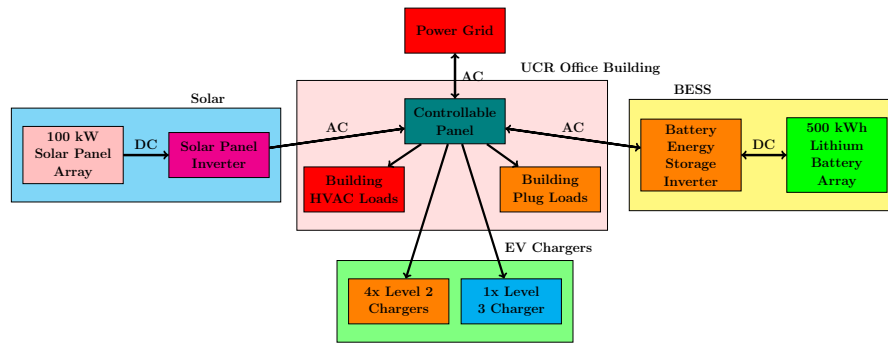 Power Grid
AC
UCR Office Building
Solar
BESS
100 kW
Solar Panel
Array
DC
Solar Panel
Inverter
AC
Controllable
Panel
AC
Battery
Energy
Storage
Inverter
DC
500 kWh
Lithium
Battery
Array
Building
HVAC Loads
Building
Plug Loads
EV Chargers
4x Level 2
Chargers
1x Level
3 Charger